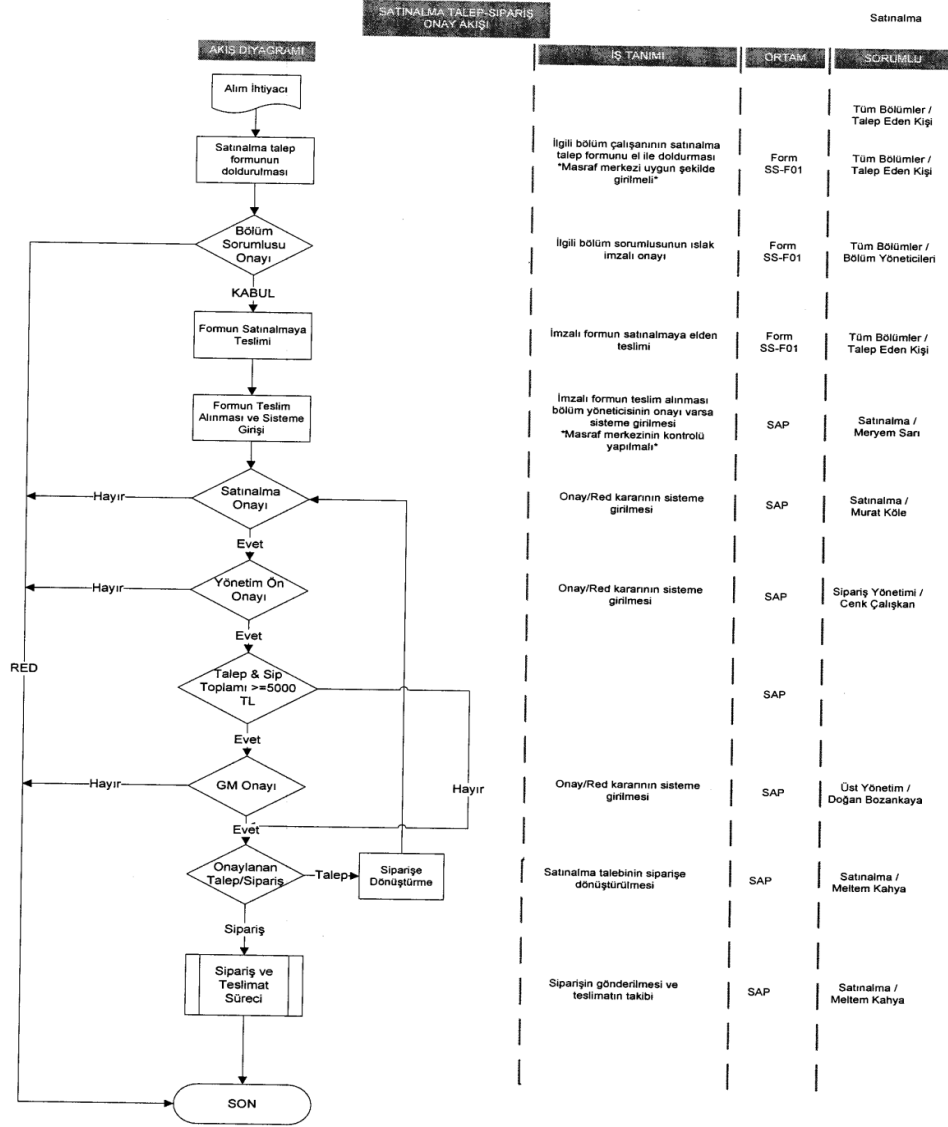 SATINALMA TALEP-SİPARİŞ
ONAY AKIŞI
Satınalma
AKIŞ DİYAGRAMI
İŞ TANIMI
ORTAM
SORUMLU
Alım İhtiyacı
Tüm Bölümler /
Talep Eden Kişi
Satınalma talep
formunun
doldurulması
İlgili bölüm çalışanının satınalma
talep formunu el ile doldurması
*Masraf merkezi uygun şekilde
girilmeli*
Form
SS-F01
Tüm Bölümler /
Talep Eden Kişi
Bölüm
Sorumlusu
Onayı
İlgili bölüm sorumlusunun ıslak
imzalı onayı
Form
SS-F01
Tüm Bölümler /
Bölüm Yöneticileri
KABUL
Formun Satınalmaya
Teslimi
İmzalı formun satınalmaya elden
teslimi
Form
SS-F01
Tüm Bölümler /
Talep Eden Kişi
Formun Teslim
Alınması ve Sisteme
Girişi
İmzalı formun teslim alınması
bölüm yöneticisinin onayı varsa
sisteme girilmesi
*Masraf merkezinin kontrolü
yapılmalı*
SAP
Satınalma /
Meryem Sarı
Hayır
Satınalma
Onayı
Onay/Red kararının sisteme
girilmesi
SAP
Satınalma /
Murat Köle
Evet
Hayır
Yönetim Ön
Onayı
Onay/Red kararının sisteme
girilmesi
SAP
Sipariş Yönetimi /
Cenk Çalışkan
Evet
RED
Talep & Sip
Toplamı >=5000
TL
SAP
Evet
Hayır
GM Onayı
Hayır
Onay/Red kararının sisteme
girilmesi
SAP
Üst Yönetim /
Doğan Bozankaya
Evet
Onaylanan
Talep/Sipariş
Talep
Siparişe
Dönüştürme
Satınalma talebinin siparişe
dönüştürülmesi
SAP
Satınalma /
Meltem Kahya
Sipariş
Sipariş ve
Teslimat
Süreci
Siparişin gönderilmesi ve
teslimatın takibi
SAP
Satınalma /
Meltem Kahya
SON